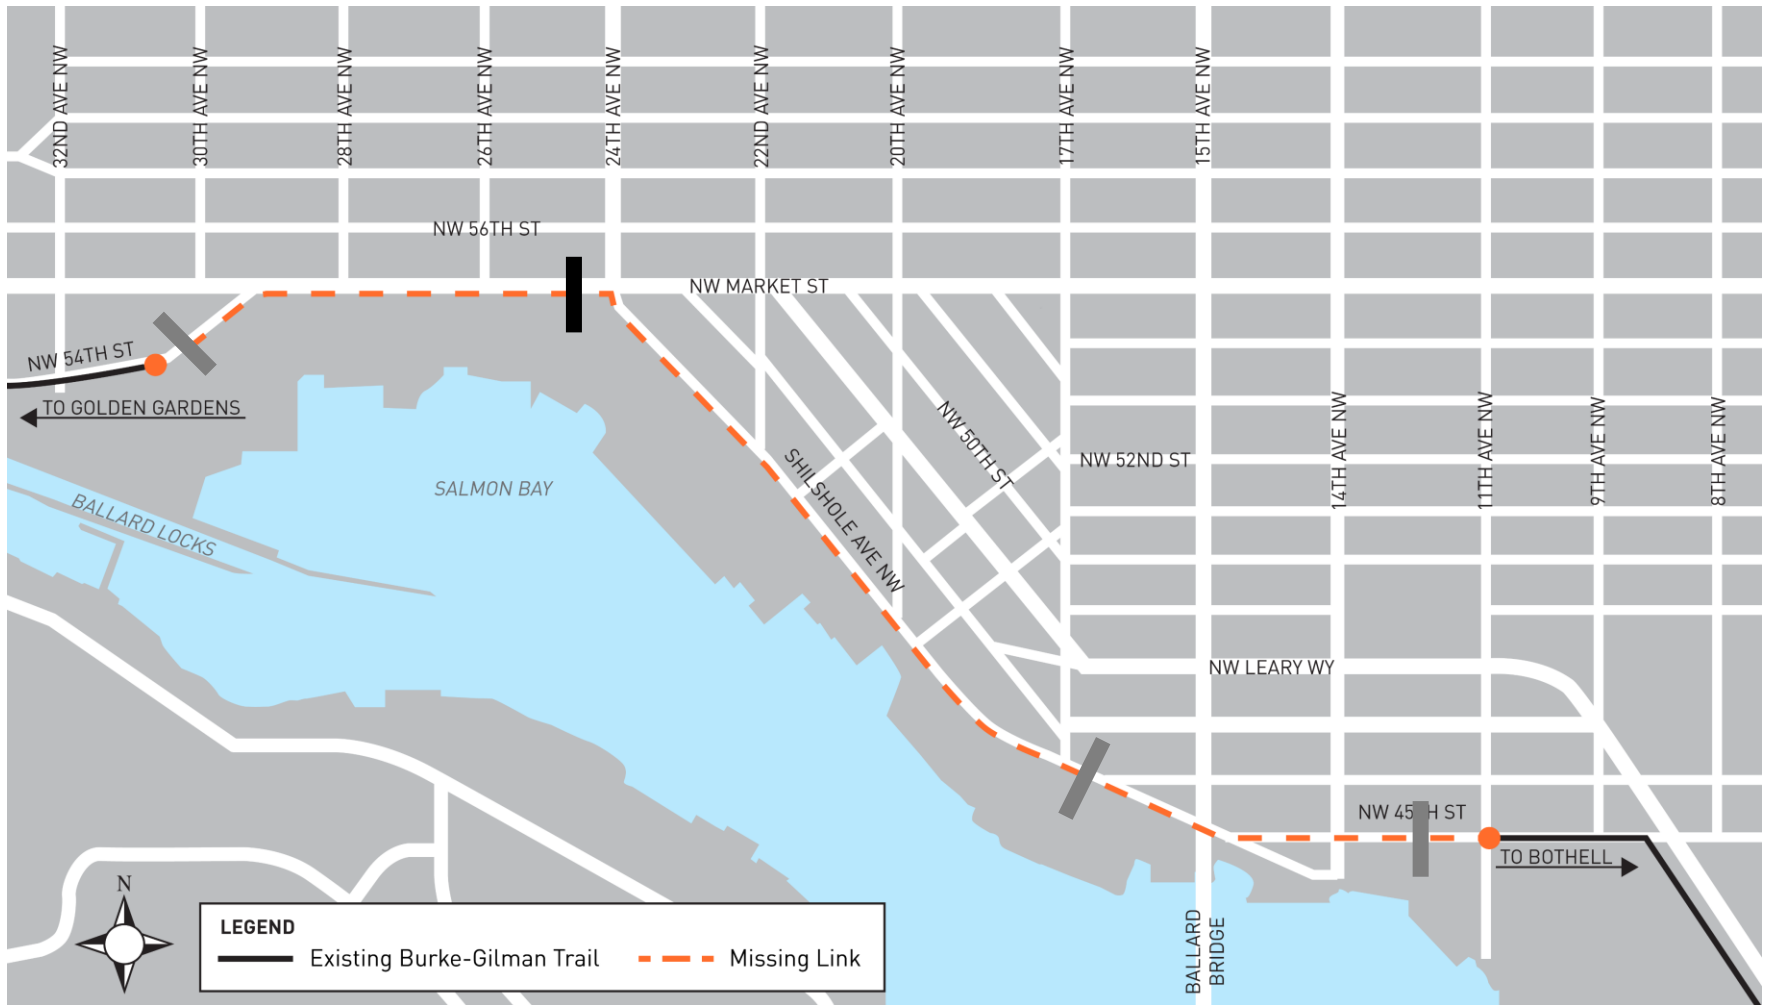 32ND AVE NW
30TH AVE NW
28TH AVE NW
26TH AVE NW
24TH AVE NW
22ND AVE NW
20TH AVE NW
17TH AVE NW
15TH AVE NW
NW 56TH ST
NW MARKET ST
NW 54TH ST
TO GOLDEN GARDENS
SALMON BAY
BALLARD LOCKS
SHILSHOLE AVE NW
NW 50TH ST
NW 52ND ST
14TH AVE NW
11TH AVE NW
9TH AVE NW
8TH AVE NW
NW LEARY WY
NW 45TH ST
TO BOTHELL
BALLARD
BRIDGE
N
LEGEND
Existing Burke-Gilman Trail
Missing Link